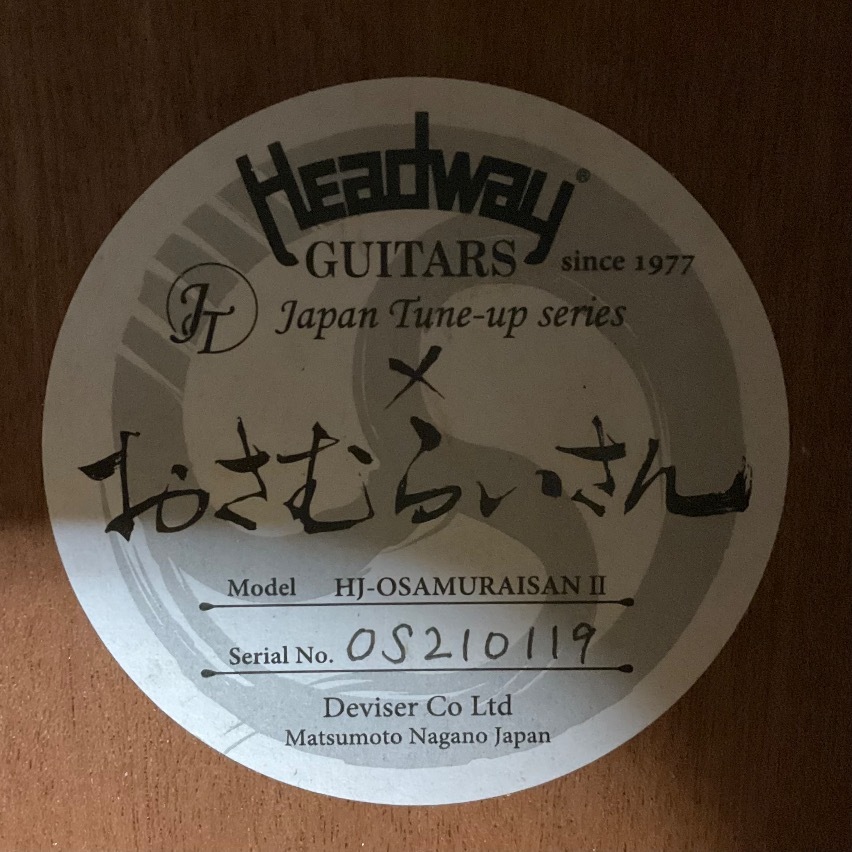 Headway®
GUITARS since 1977
JT Japan Tune-up series
×
おさむらいさん
Model HJ-OSAMURAISAN II
Serial No. OS210119
Deviser Co Ltd
Matsumoto Nagano Japan